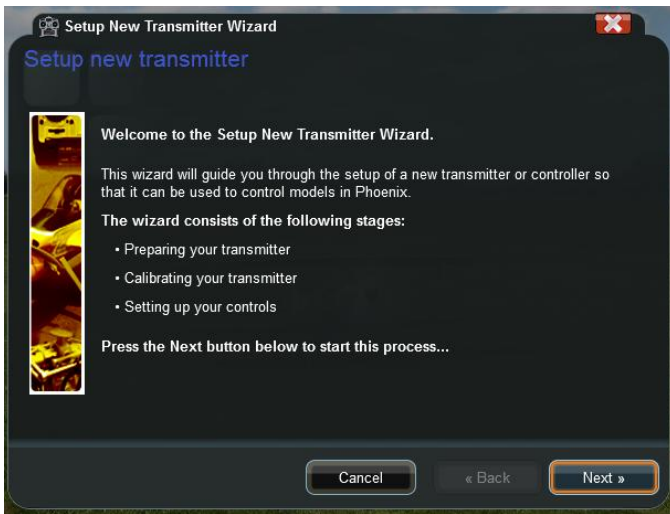 Setup New Transmitter Wizard
Setup new transmitter
Welcome to the Setup New Transmitter Wizard.
This wizard will guide you through the setup of a new transmitter or controller so
that it can be used to control models in Phoenix.
The wizard consists of the following stages:
• Preparing your transmitter
• Calibrating your transmitter
• Setting up your controls
Press the Next button below to start this process...
Cancel « Back Next »